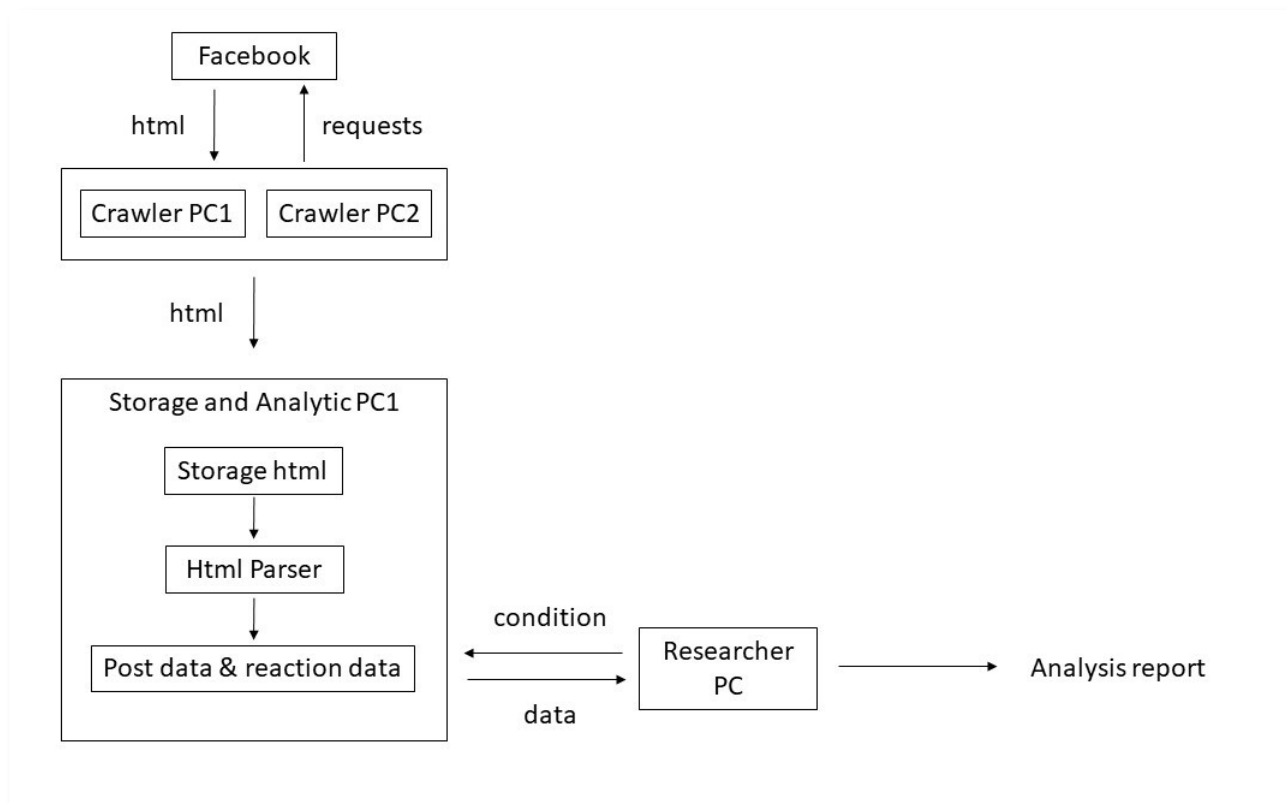 Facebook
html
requests
Crawler PC1
Crawler PC2
html
Storage and Analytic PC1
Storage html
Html Parser
Post data & reaction data
condition
data
Researcher
PC
Analysis report